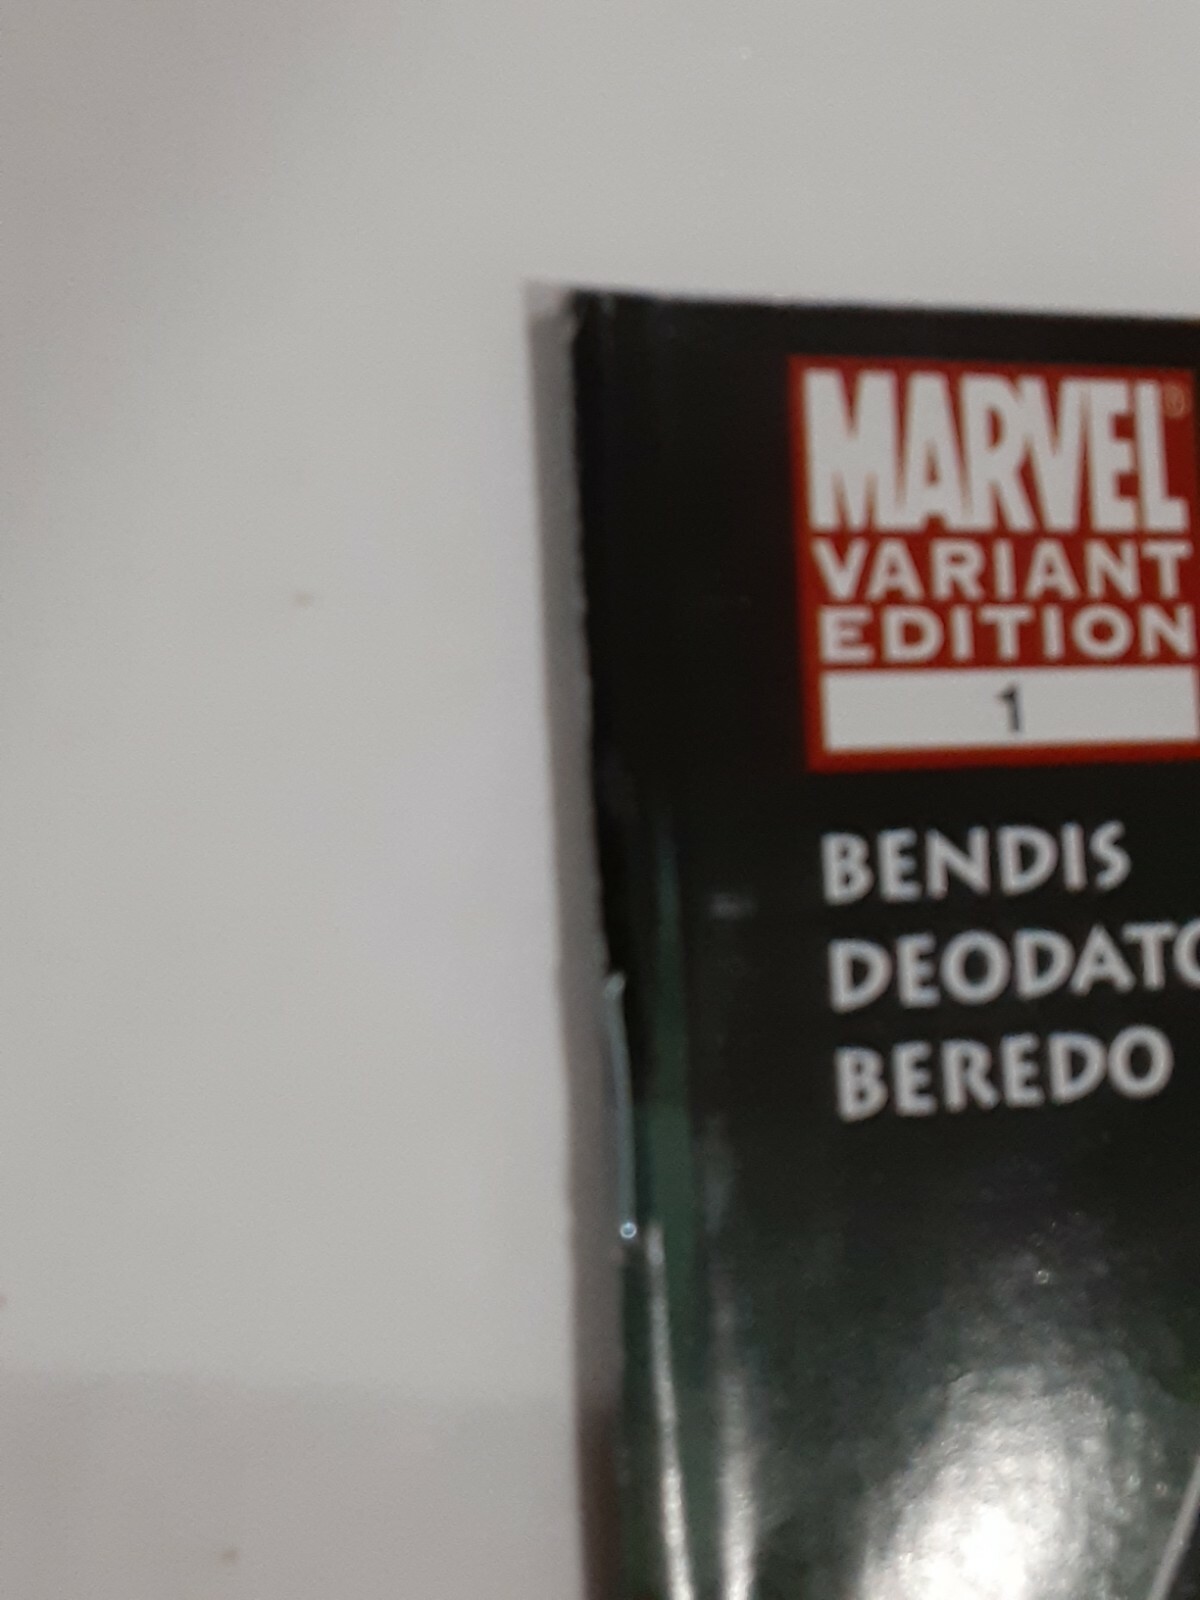 MARVEL
VARIANT
EDITION
1
BENDIS
DEODATO
BEREDO